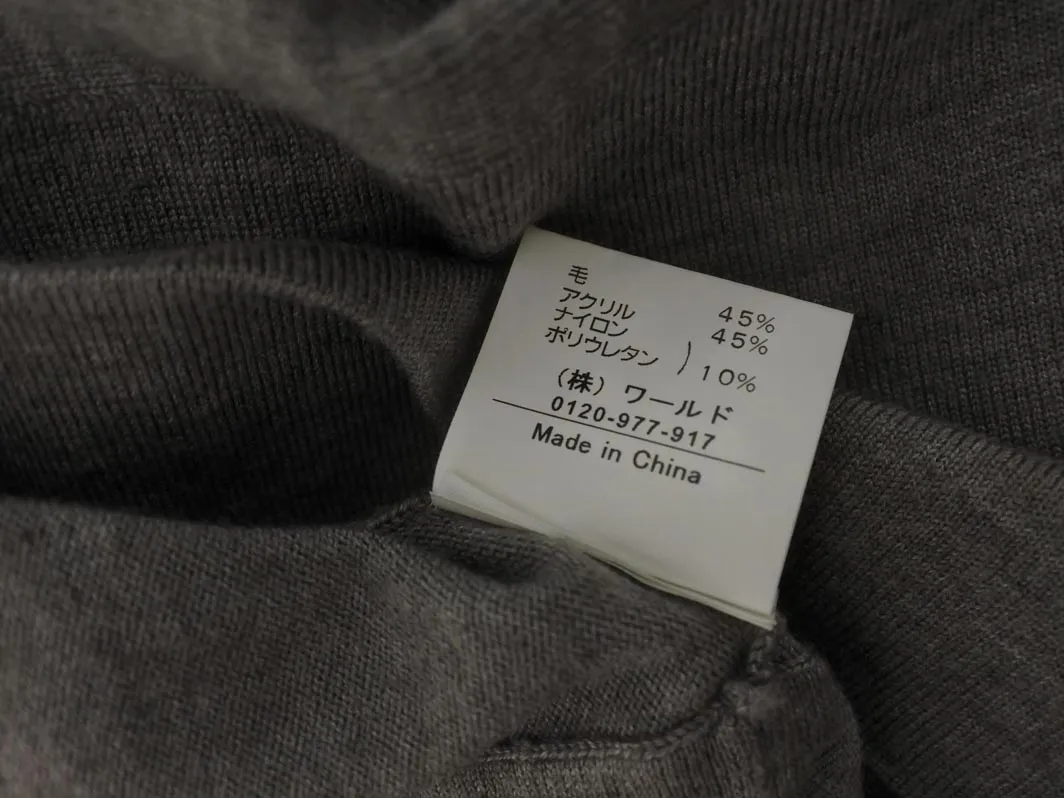 毛 45%
アクリル 45%
ナイロン
ポリウレタン ) 10%
(株) ワールド
0120-977-917
Made in China